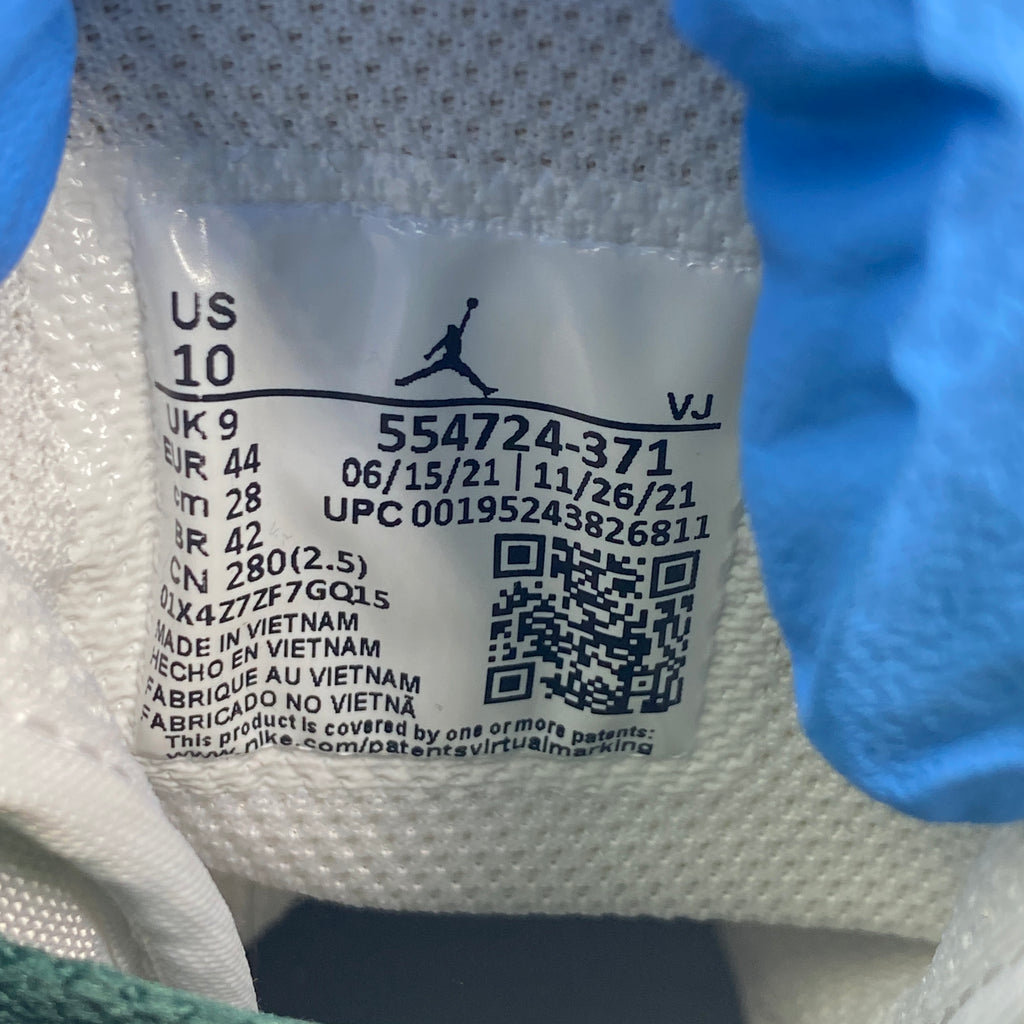 US
10
VJ
UK 9
EUR 44
cm 28
BR 42
CN 280(2.5)
554724-371
06/15/21 | 11/26/21
UPC 00195243826811
01X4Z7ZF7GQ15
MADE IN VIETNAM
HECHO EN VIETNAM
FABRIQUE AU VIETNAM
FABRICADO NO VIETNÃ
This product is covered by one or more patents:
www.nike.com/patentsvirtualmarking